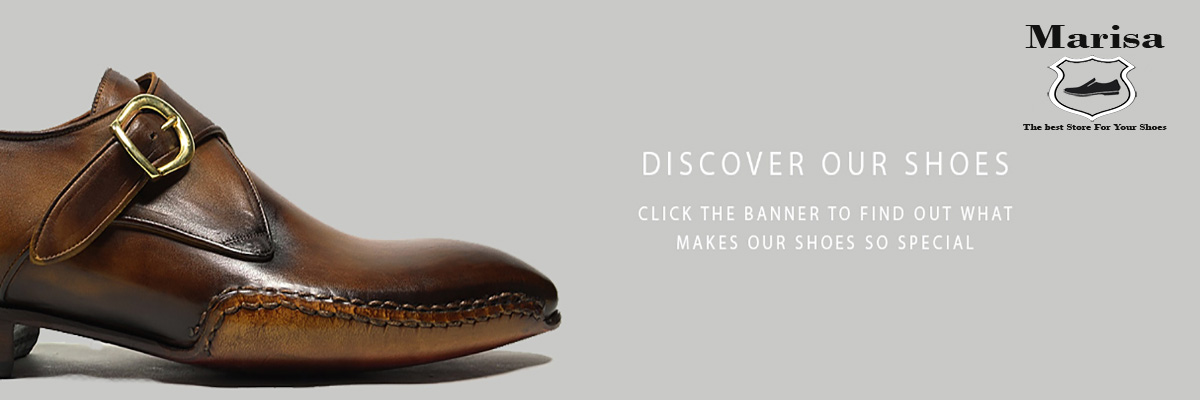 Marisa
The best Store For Your Shoes
DISCOVER OUR SHOES
CLICK THE BANNER TO FIND OUT WHAT
MAKES OUR SHOES SO SPECIAL